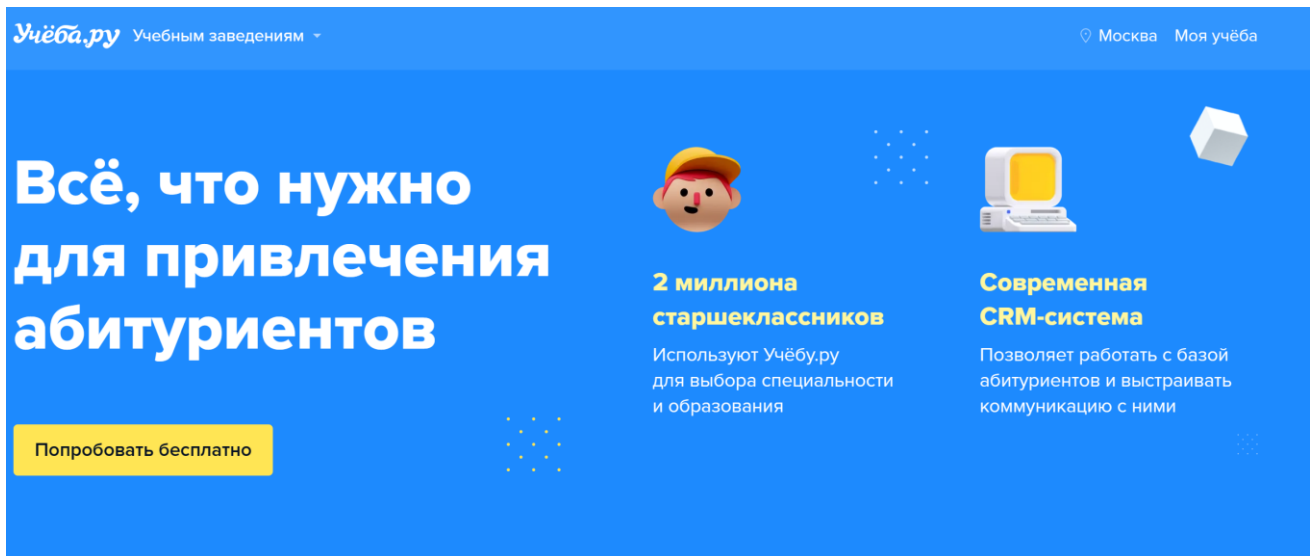 Учёба.ру Учебным заведениям
Москва Моя учёба
Всё, что нужно
для привлечения
абитуриентов
Попробовать бесплатно
2 миллиона
старшеклассников
Используют Учёбу.ру
для выбора специальности
и образования
Современная
CRM-система
Позволяет работать с базой
абитуриентов и выстраивать
коммуникацию с ними